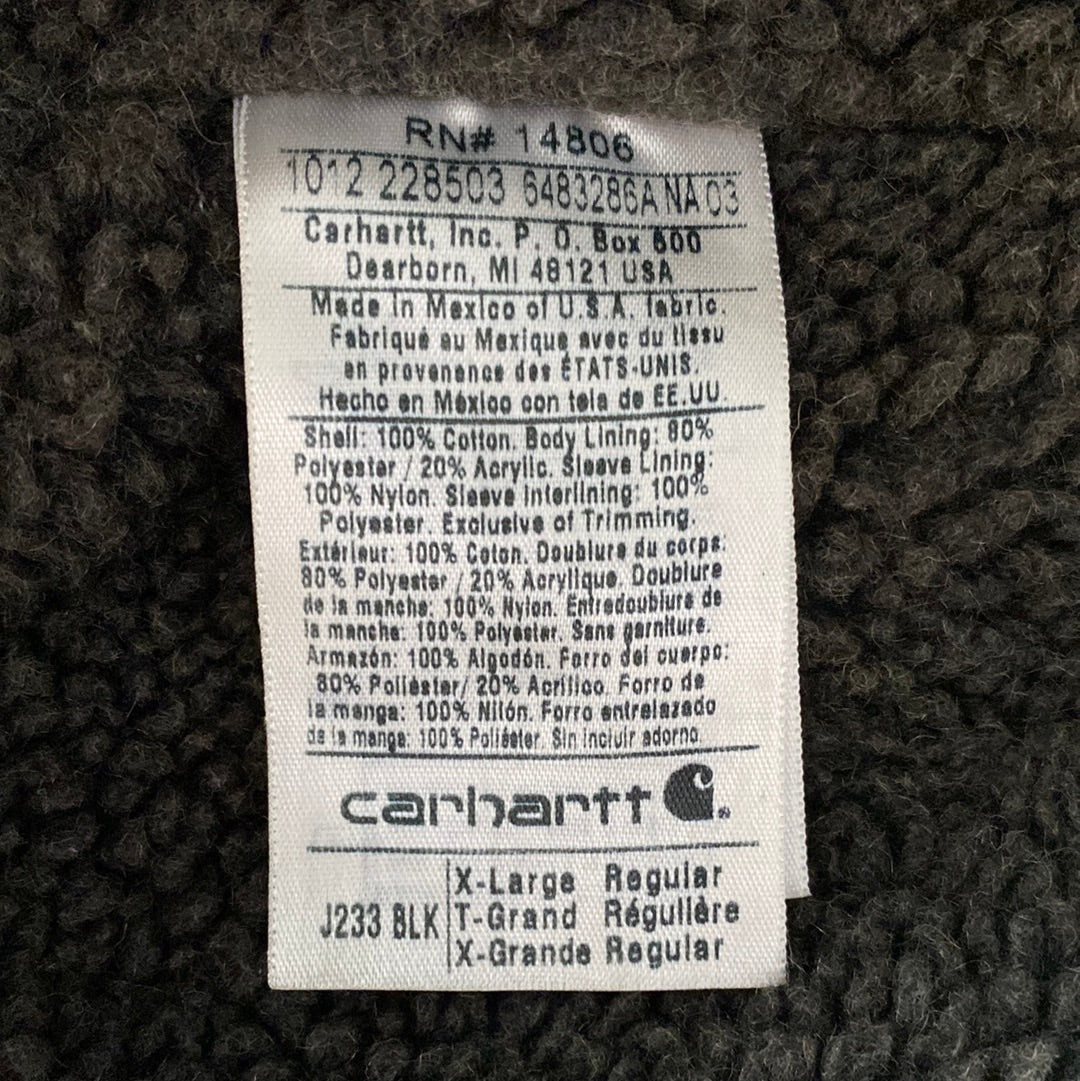 RN# 14806
1012 228503 6483286A NA 03
Carhartt, Inc. P. O. Box 600
Dearborn, MI 48121 USA
Made in Mexico of U.S.A. fabric.
Fabriqué au Mexique avec du tissu
en provenance des ÉTATS-UNIS.
Hecho en México con tela de EE.UU.
Shell: 100% Cotton. Body Lining: 80%
Polyester / 20% Acrylic. Sleeve Lining:
100% Nylon. Sleeve Interlining: 100%
Polyester. Exclusive of Trimming.
Extérieur: 100% Coton. Doublure du corps:
80% Polyester / 20% Acrylique. Doublure
de la manche: 100% Nylon. Entredoublure de
la manche: 100% Polyester. Sans garniture.
Armazón: 100% Algodón. Forro del cuerpo:
80% Poliéster/ 20% Acrílico. Forro de
la manga: 100% Nilón. Forro entrelazado
de la manga: 100% Poliéster. Sin incluir adorno.
carhartt
J233 BLK
X-Large Regular
T-Grand Régulière
X-Grande Regular